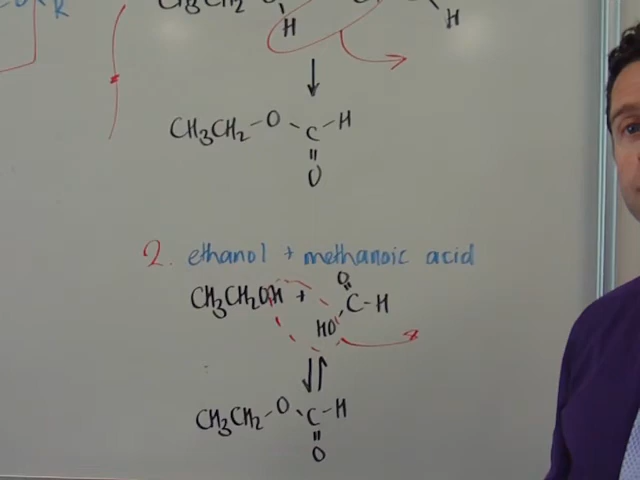 R
H
H
CH3CH2-O-C-H
O
2. ethanol + methanoic acid
O
CH3CH2OH + C-H
HO
CH3CH2-O-C-H
O